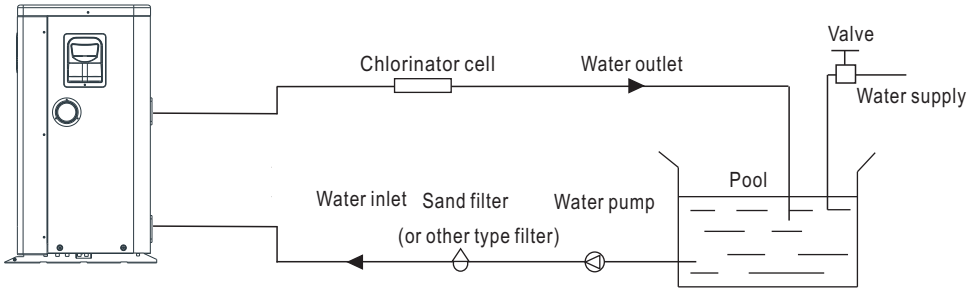 Valve
Chlorinator cell
Water outlet
Water supply
Pool
Water inlet
Sand filter
(or other type filter)
Water pump